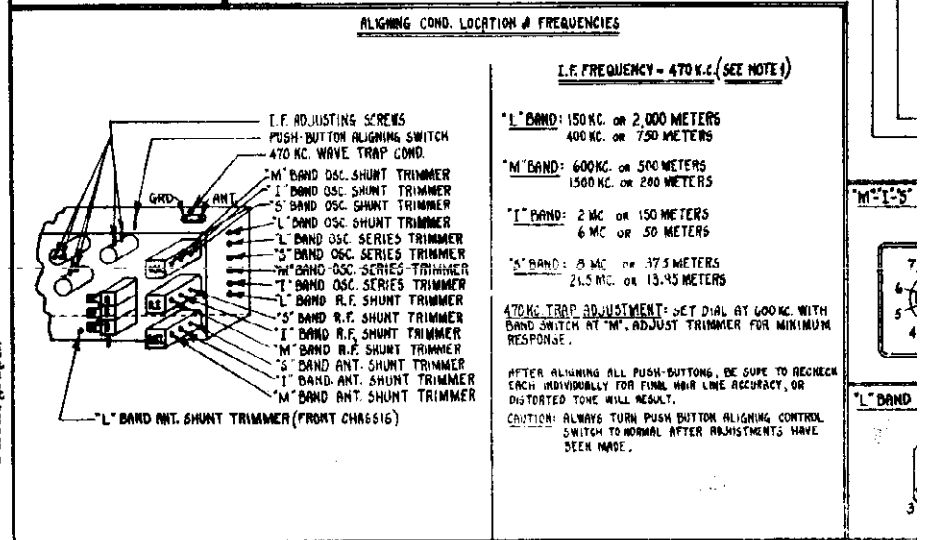 ALIGNING COND. LOCATION & FREQUENCIES
I.F. ADJUSTING SCREWS
PUSH-BUTTON ALIGNING SWITCH
470 KC. WAVE TRAP COND.
"M" BAND OSC. SHUNT TRIMMER
"I" BAND OSC. SHUNT TRIMMER
"S" BAND OSC. SHUNT TRIMMER
"L" BAND OSC. SHUNT TRIMMER
"L" BAND OSC. SERIES TRIMMER
"S" BAND OSC. SERIES TRIMMER
"M" BAND OSC. SERIES TRIMMER
"I" BAND OSC. SERIES TRIMMER
"L" BAND R.F. SHUNT TRIMMER
"S" BAND R.F. SHUNT TRIMMER
"I" BAND R.F. SHUNT TRIMMER
"M" BAND R.F. SHUNT TRIMMER
"S" BAND ANT. SHUNT TRIMMER
"I" BAND. ANT. SHUNT TRIMMER
"M" BAND ANT. SHUNT TRIMMER
"L" BAND ANT. SHUNT TRIMMER (FRONT CHASSIS)
GRD ANT.
OSC.
R.F.
ANT.
I.F. FREQUENCY - 470 K.C. (SEE NOTE 1)
"L" BAND: 150 KC. OR 2,000 METERS
400 KC. OR 750 METERS
"M" BAND: 600 KC. OR 500 METERS
1500 KC. OR 200 METERS
"I" BAND: 2 MC OR 150 METERS
6 MC OR 50 METERS
"S" BAND: 8 MC OR 37.5 METERS
21.5 MC. OR 13.95 METERS
470 KC. TRAP ADJUSTMENT: SET DIAL AT 600 KC. WITH
BAND SWITCH AT "M". ADJUST TRIMMER FOR MINIMUM
RESPONSE.
AFTER ALIGNING ALL PUSH-BUTTONS, BE SURE TO RECHECK
EACH INDIVIDUALLY FOR FINAL HAIR LINE ACCURACY, OR
DISTORTED TONE WILL RESULT.
CAUTION: ALWAYS TURN PUSH BUTTON ALIGNING CONTROL
SWITCH TO NORMAL AFTER ADJUSTMENTS HAVE
BEEN MADE.
"M"-"I"-"S"
7
6
5
4
"L" BAND
3